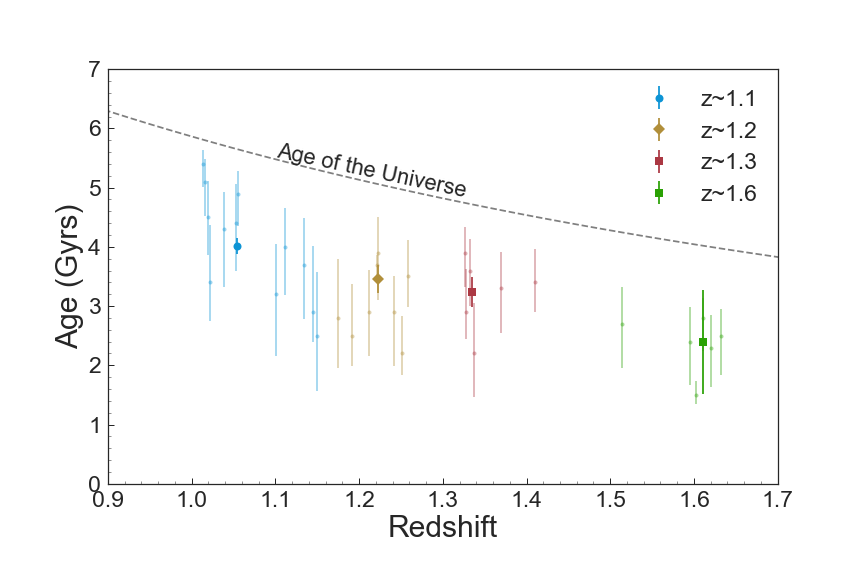 7
6
5
4
3
2
1
0
Age (Gyrs)
Age of the Universe
z~1.1
z~1.2
z~1.3
z~1.6
0.9 1.0 1.1 1.2 1.3 1.4 1.5 1.6 1.7
Redshift